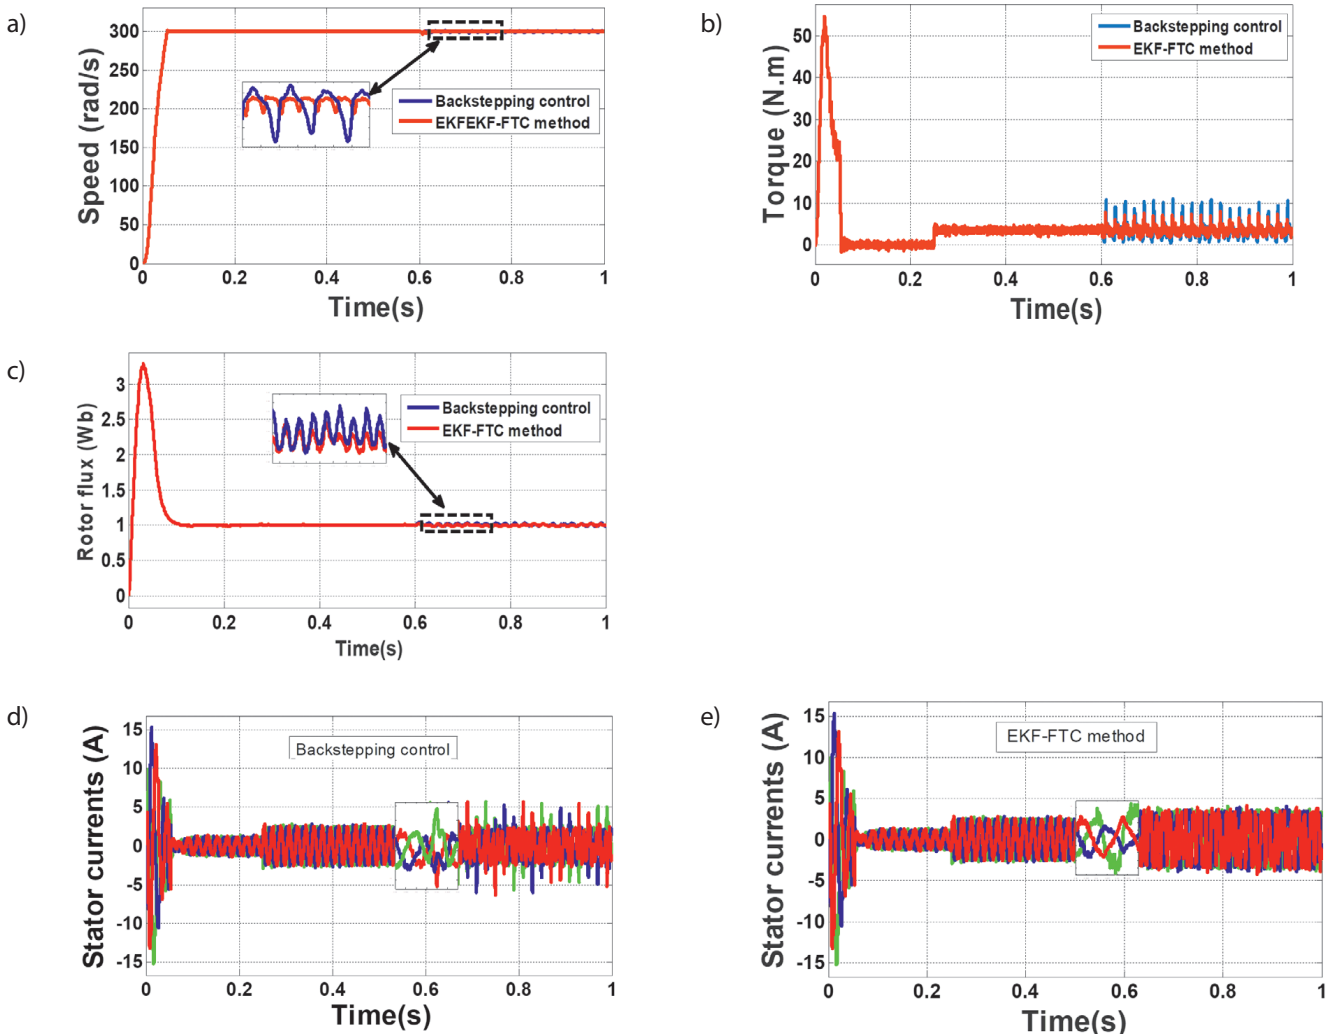 a)
Speed (rad/s)
300
250
200
150
100
50
0
0
0.2
0.4
0.6
0.8
1
Time(s)
Backstepping control
EKFEKF-FTC method
b)
Torque (N.m)
50
40
30
20
10
0
0
0.2
0.4
0.6
0.8
1
Time(s)
Backstepping control
EKF-FTC method
c)
Rotor flux (Wb)
3
2.5
2
1.5
1
0.5
0
0
0.2
0.4
0.6
0.8
1
Time(s)
Backstepping control
EKF-FTC method
d)
Stator currents (A)
15
10
5
0
-5
-10
-15
0
0.2
0.4
0.6
0.8
1
Time(s)
Backstepping control
e)
Stator currents (A)
15
10
5
0
-5
-10
-15
0
0.2
0.4
0.6
0.8
1
Time(s)
EKF-FTC method